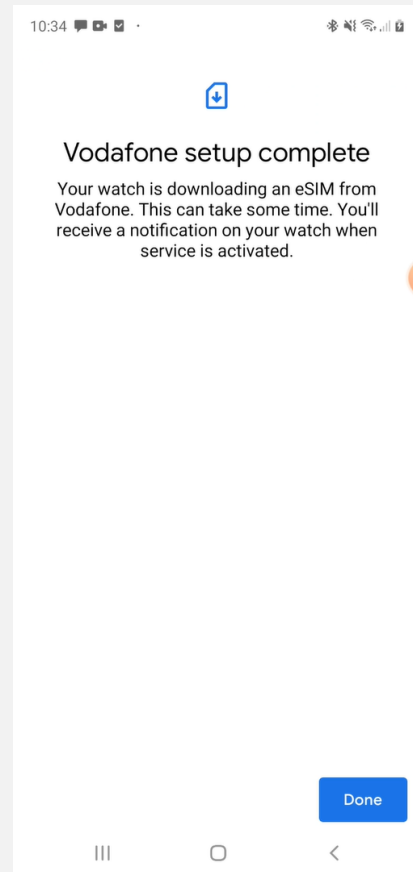 10:34
Vodafone setup complete
Your watch is downloading an eSIM from
Vodafone. This can take some time. You'll
receive a notification on your watch when
service is activated.
Done